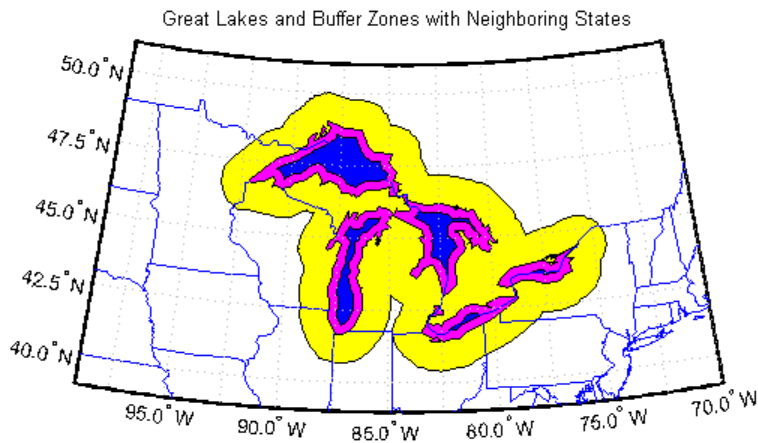 Great Lakes and Buffer Zones with Neighboring States
50.0° N
47.5° N
45.0° N
42.5° N
40.0° N
95.0° W
90.0° W
85.0° W
80.0° W
75.0° W
70.0° W